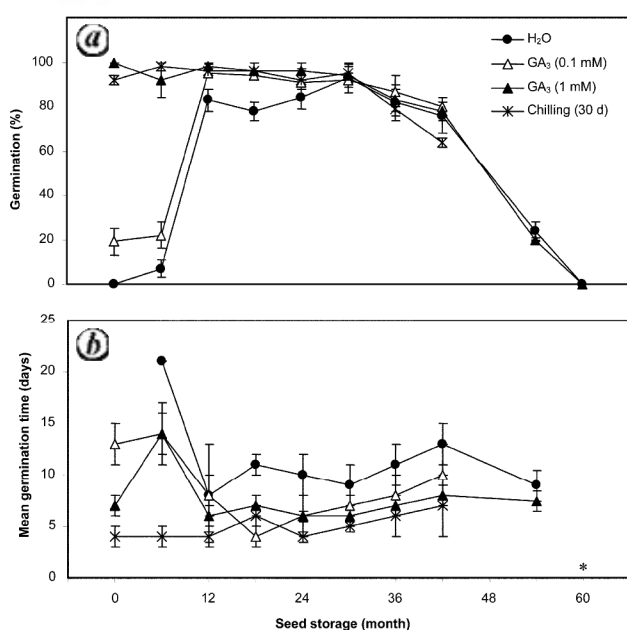 a
H₂O
GA₃ (0.1 mM)
GA₃ (1 mM)
Chilling (30 d)
Germination (%)
100
80
60
40
20
0
b
Mean germination time (days)
25
20
15
10
5
0
*
0 12 24 36 48 60
Seed storage (month)